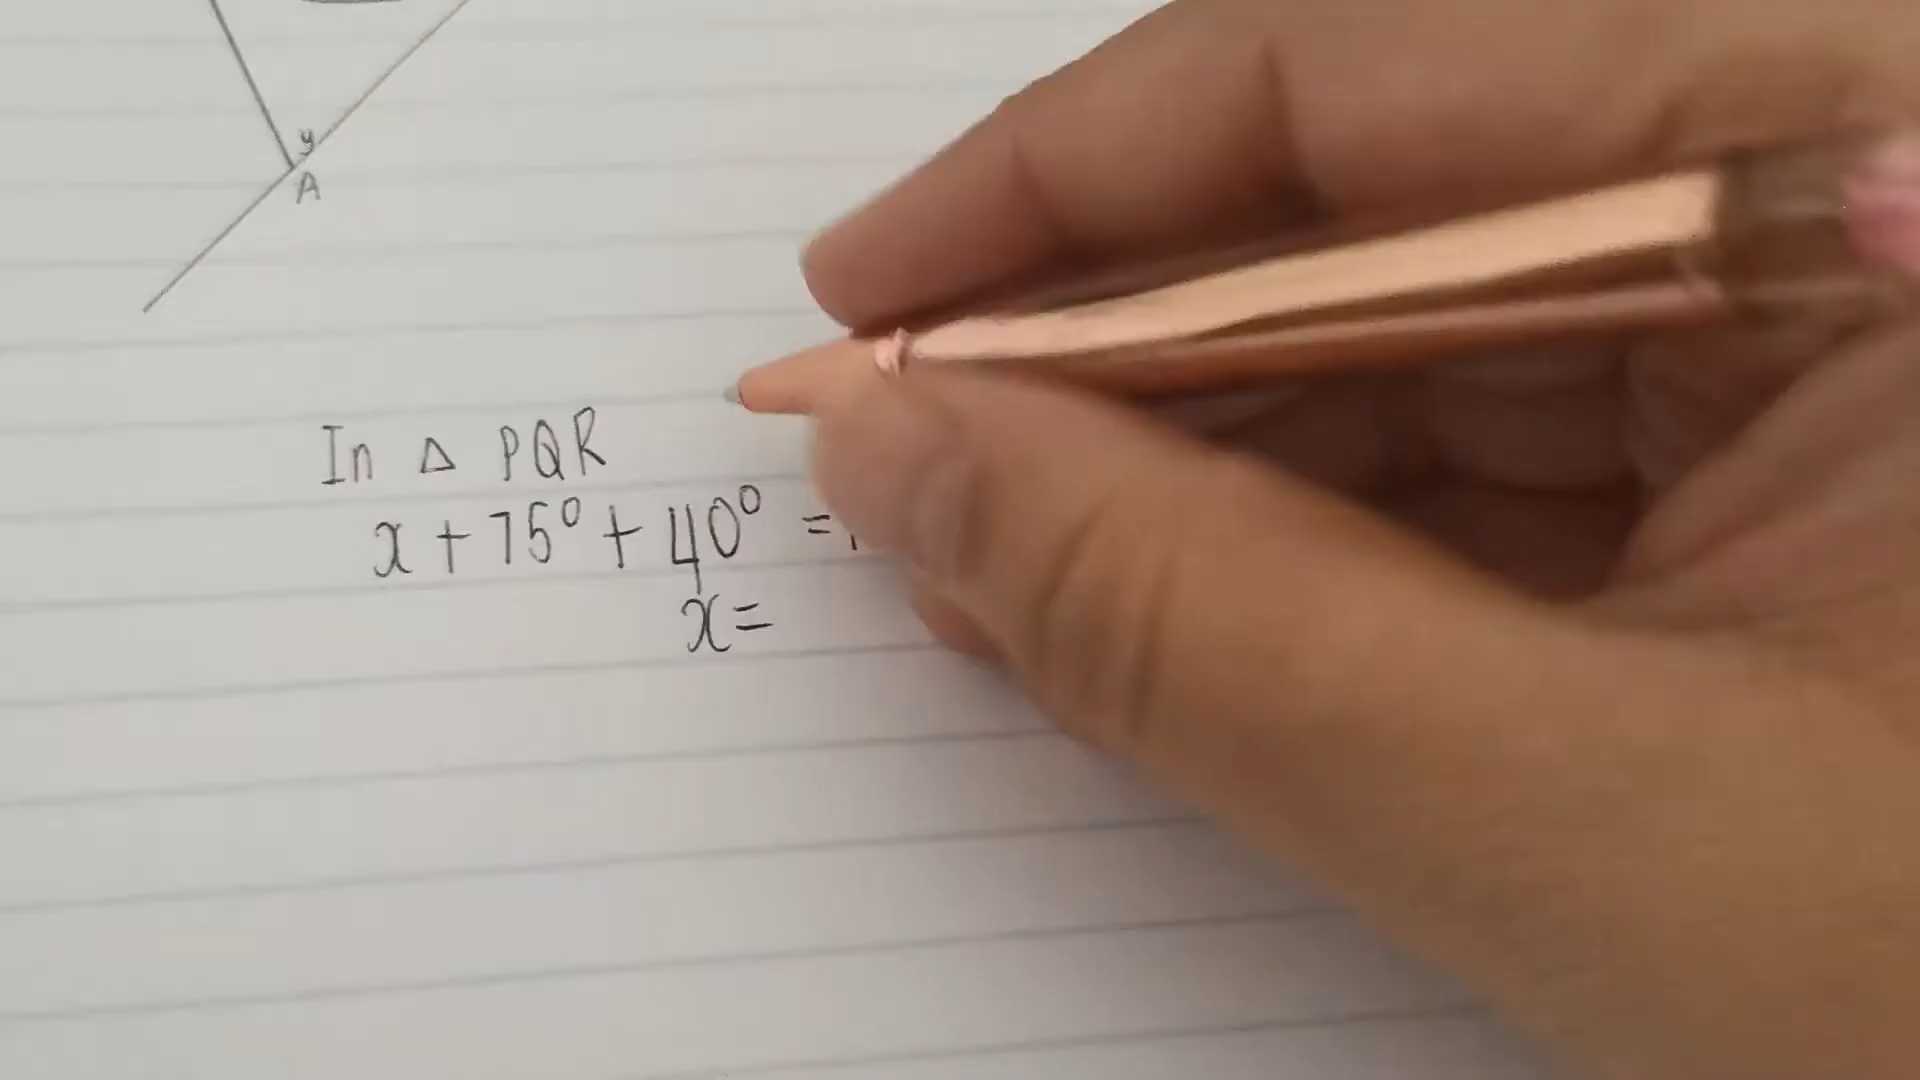 y
A
In △ PQR
x + 75° + 40° =
x =